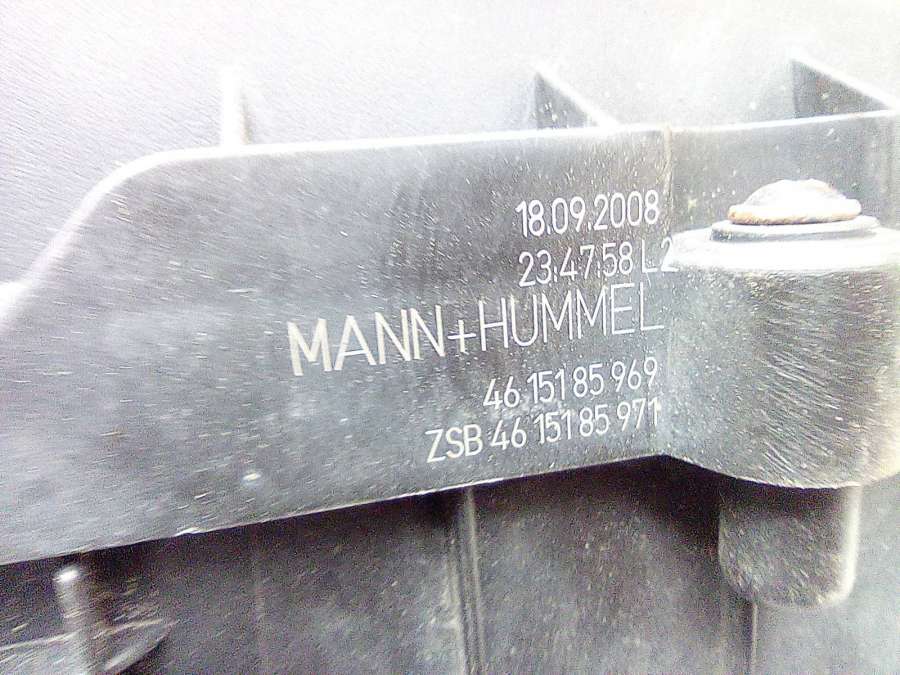 18.09.2008
23:47:58 L2
MANN+HUMMEL
46 151 85 969
ZSB 46 151 85 971